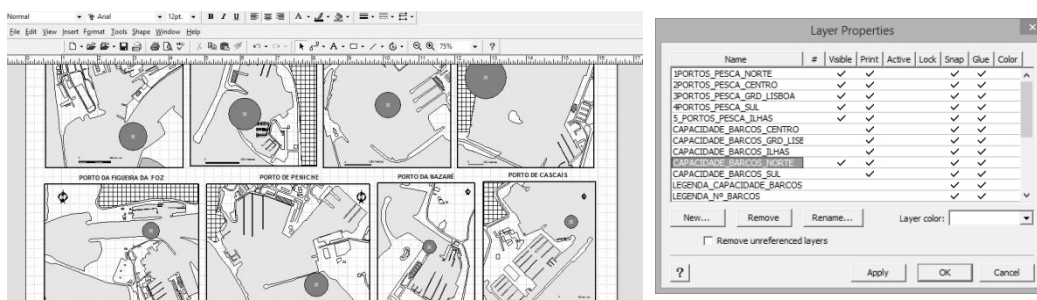 Normal Arial 12pt. B I U
File Edit View Insert Format Tools Shape Window Help
A 75% ?
PORTO DA FIGUEIRA DA FOZ
PORTO DE PENICHE
PORTO DA NAZARÉ
PORTO DE CASCAIS
Layer Properties
Name # Visible Print Active Lock Snap Glue Color
1PORTOS_PESCA_NORTE
2PORTOS_PESCA_CENTRO
3PORTOS_PESCA_GRD_LISBOA
4PORTOS_PESCA_SUL
5_PORTOS_PESCA_ILHAS
CAPACIDADE_BARCOS_CENTRO
CAPACIDADE_BARCOS_GRD_LISE
CAPACIDADE_BARCOS_ILHAS
CAPACIDADE_BARCOS_NORTE
CAPACIDADE_BARCOS_SUL
LEGENDA_CAPACIDADE_BARCOS
LEGENDA_Nº_BARCOS
New... Remove Rename... Layer color:
Remove unreferenced layers
? Apply OK Cancel